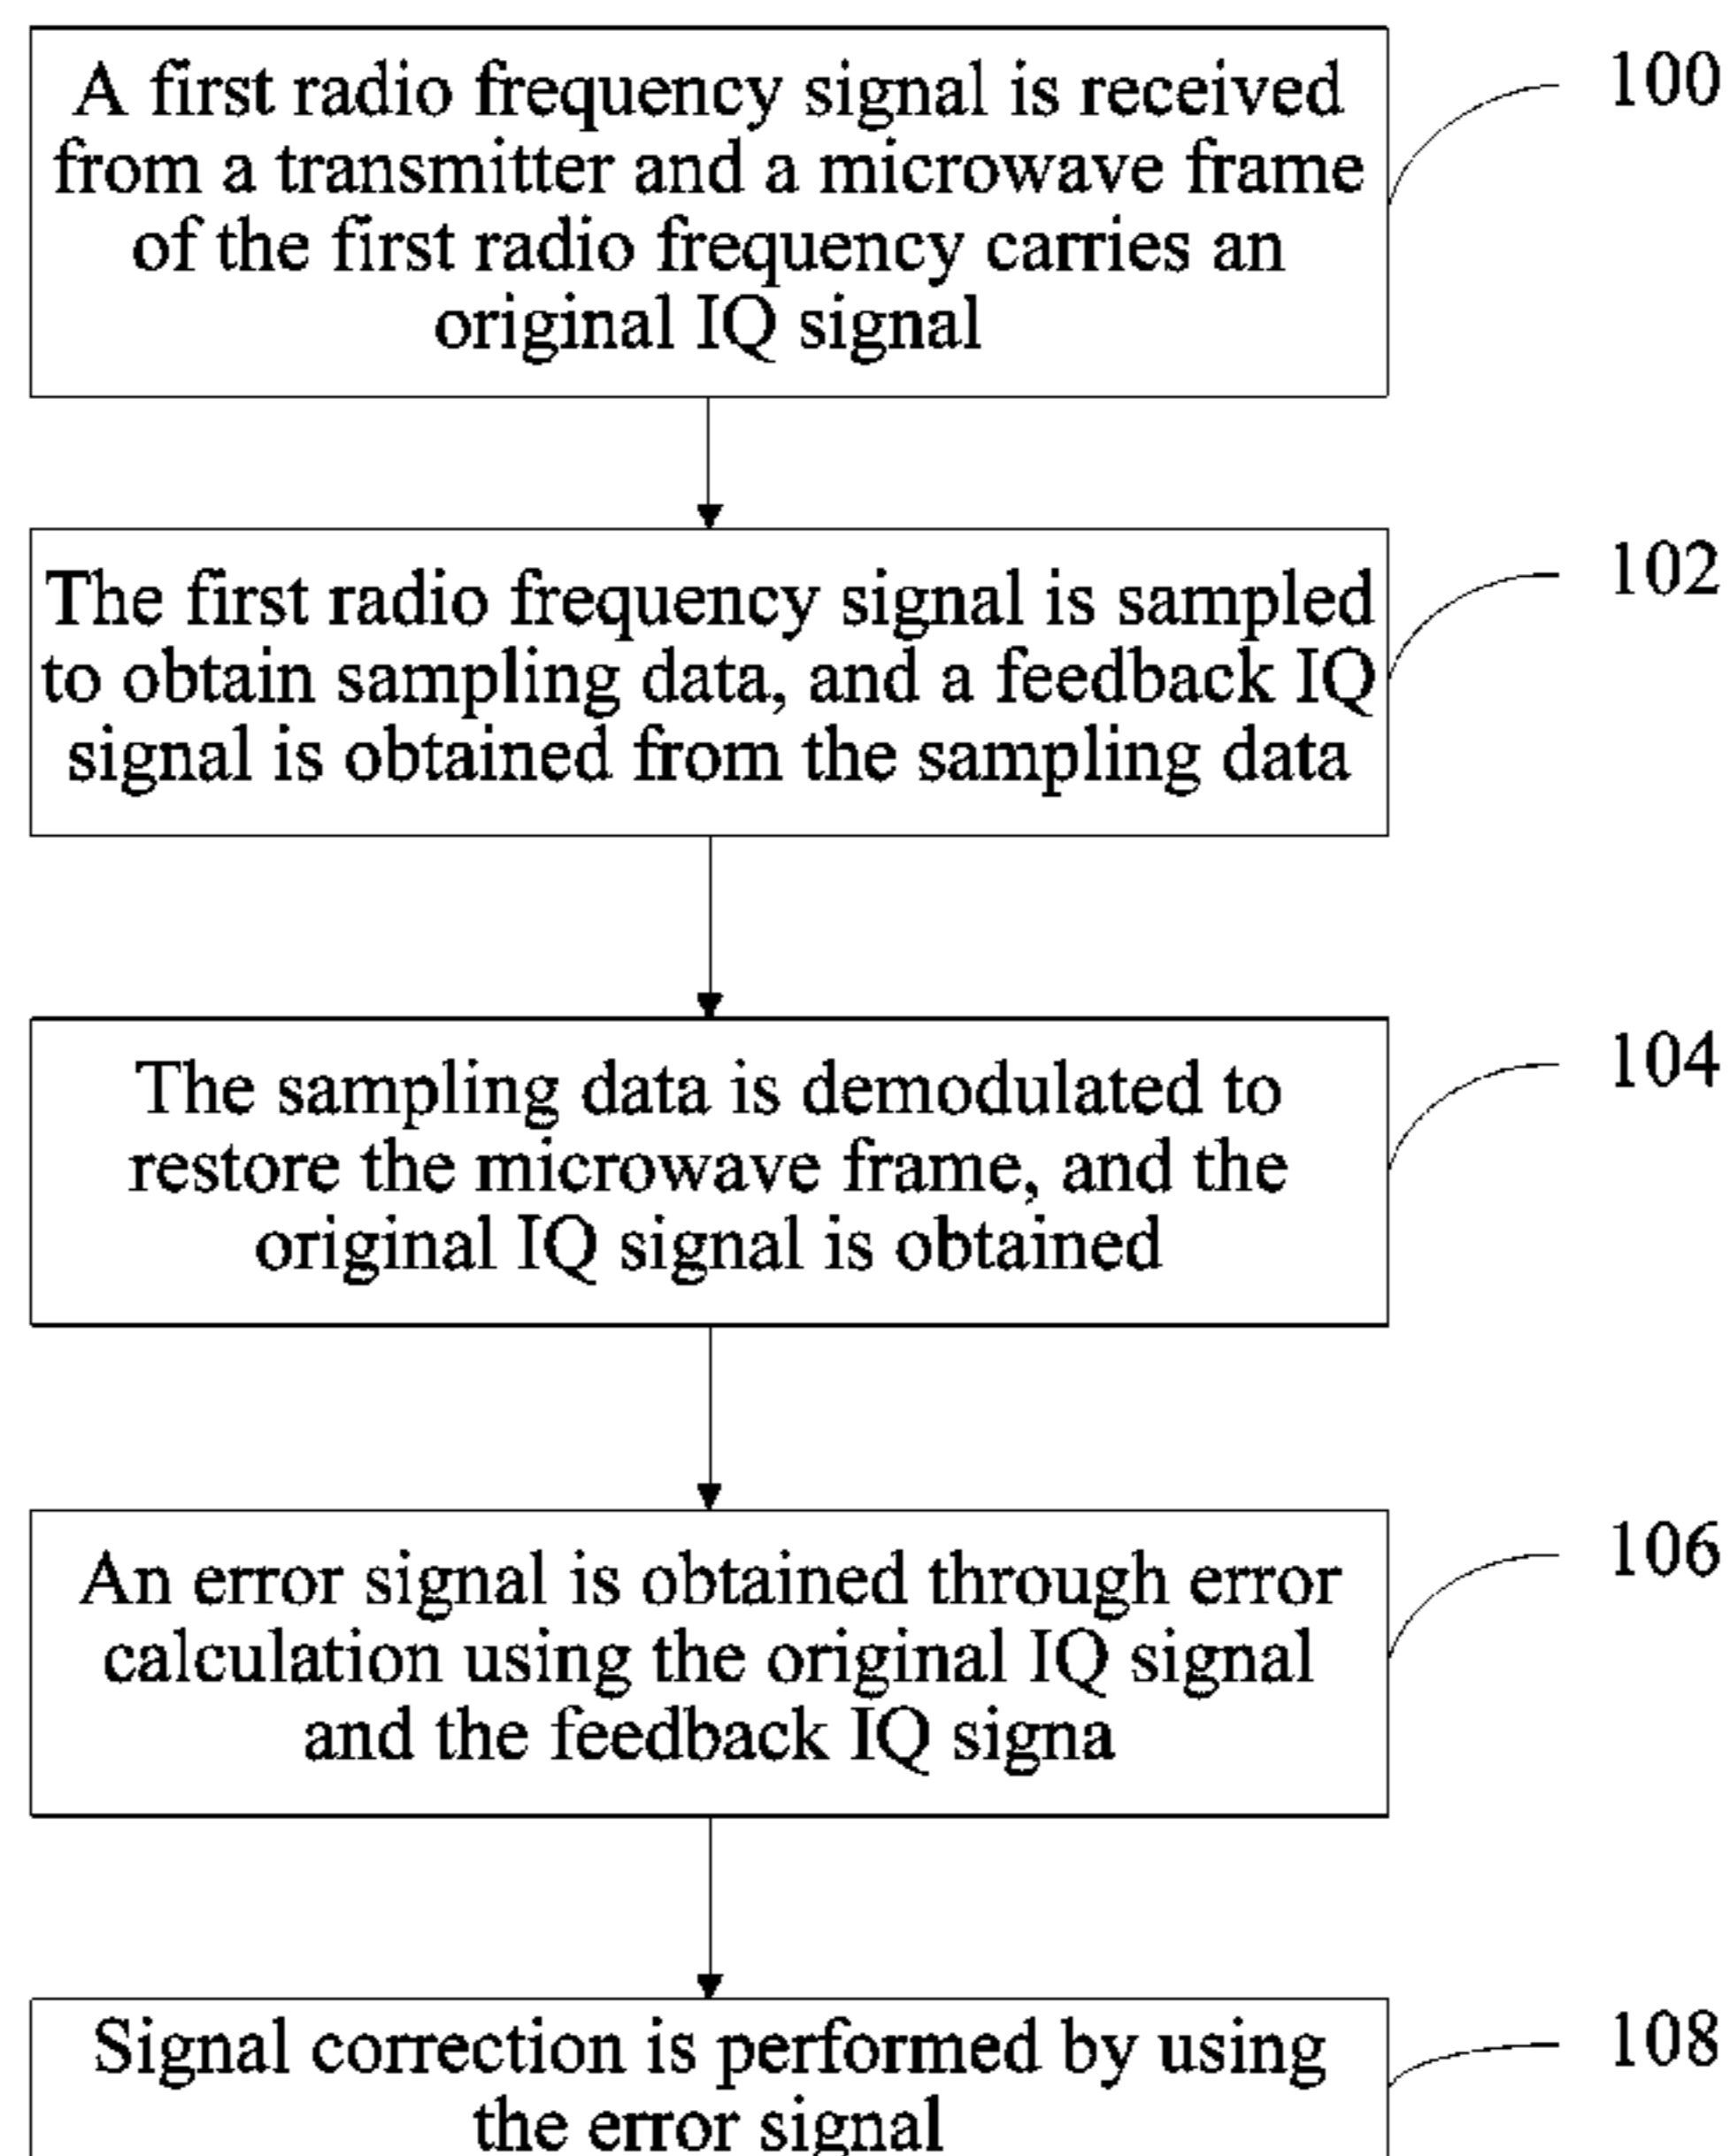 A first radio frequency signal is received
from a transmitter and a microwave frame
of the first radio frequency carries an
original IQ signal
100
The first radio frequency signal is sampled
to obtain sampling data, and a feedback IQ
signal is obtained from the sampling data
102
The sampling data is demodulated to
restore the microwave frame, and the
original IQ signal is obtained
104
An error signal is obtained through error
calculation using the original IQ signal
and the feedback IQ signa
106
Signal correction is performed by using
the error signal
108